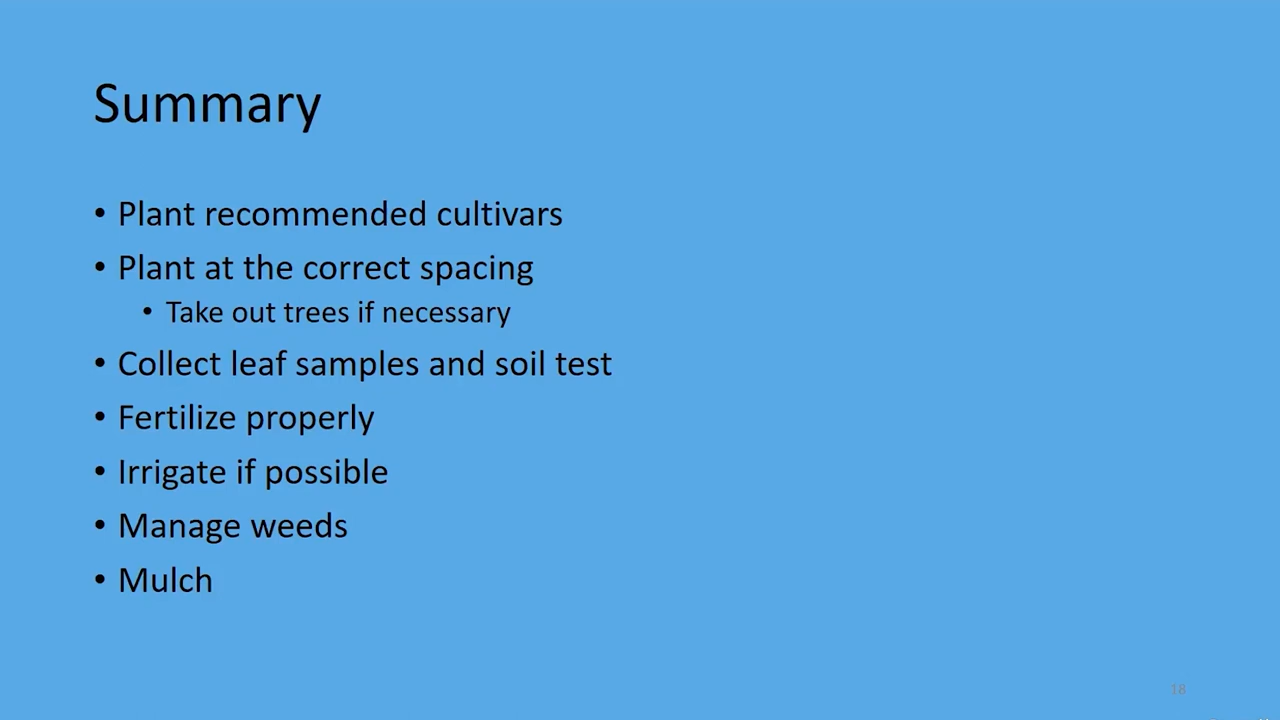 Summary
• Plant recommended cultivars
• Plant at the correct spacing
• Take out trees if necessary
• Collect leaf samples and soil test
• Fertilize properly
• Irrigate if possible
• Manage weeds
• Mulch
18